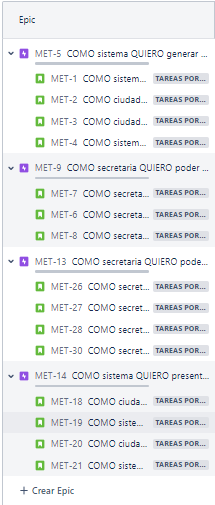 Epic
MET-5 COMO sistema QUIERO generar ...
MET-1 COMO sistem... TAREAS POR...
MET-2 COMO ciudad... TAREAS POR...
MET-3 COMO ciudad... TAREAS POR...
MET-4 COMO sistem... TAREAS POR...
MET-9 COMO secretaria QUIERO poder ...
MET-7 COMO secreta... TAREAS POR...
MET-6 COMO secreta... TAREAS POR...
MET-8 COMO secreta... TAREAS POR...
MET-13 COMO secretaria QUIERO pode...
MET-26 COMO secret... TAREAS POR...
MET-27 COMO secret... TAREAS POR...
MET-28 COMO secret... TAREAS POR...
MET-30 COMO secret... TAREAS POR...
MET-14 COMO sistema QUIERO present...
MET-18 COMO ciuda... TAREAS POR...
MET-19 COMO siste... TAREAS POR...
MET-20 COMO ciuda... TAREAS POR...
MET-21 COMO siste... TAREAS POR...
+ Crear Epic